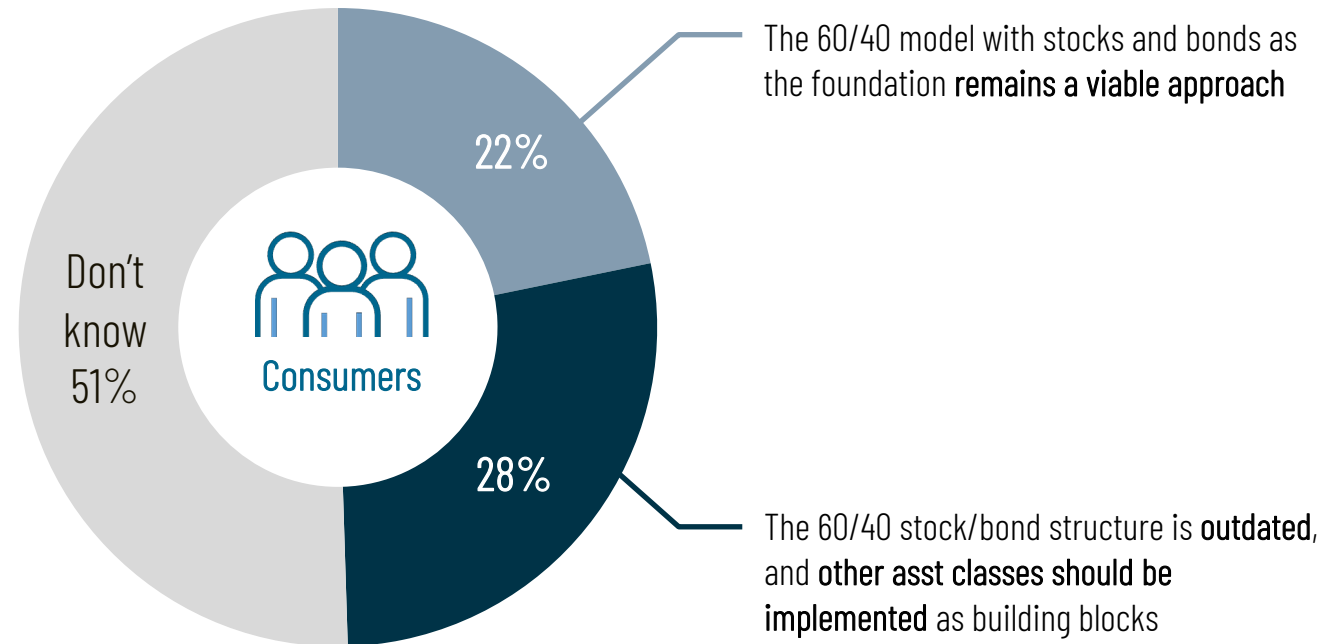 The 60/40 model with stocks and bonds as
the foundation remains a viable approach
22%
Don't
know
51%
Consumers
28%
The 60/40 stock/bond structure is outdated,
and other asst classes should be
implemented as building blocks